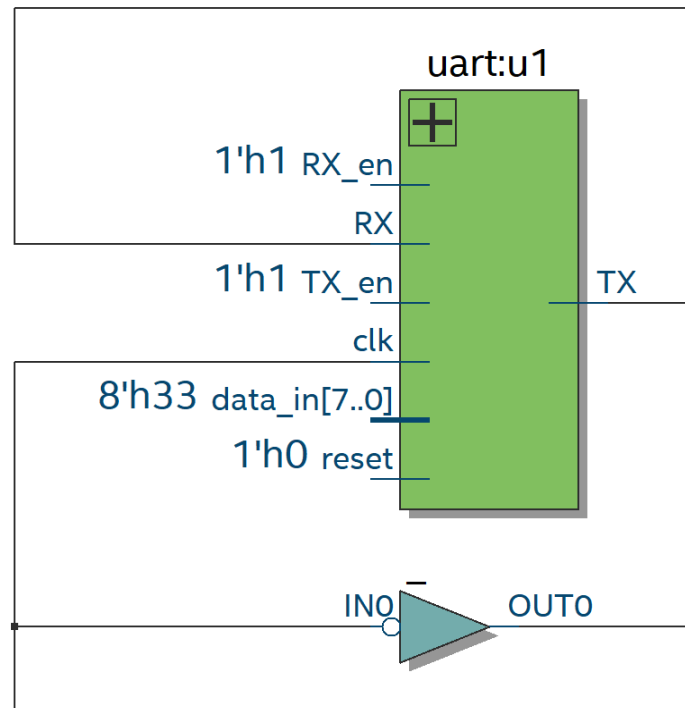 uart:u1
1'h1 RX_en
RX
1'h1 TX_en
TX
clk
8'h33 data_in[7..0]
1'h0 reset
IN0
OUT0